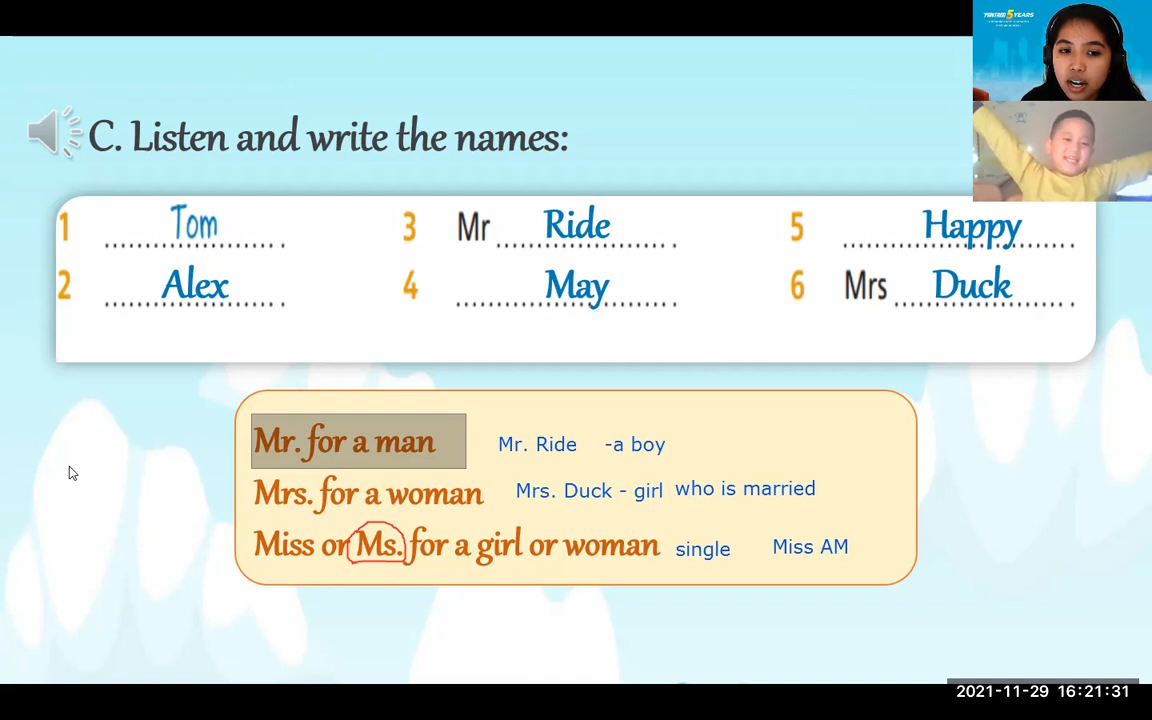 5 YEARS
C. Listen and write the names:
1 Tom 3 Mr Ride 5 Happy
2 Alex 4 May 6 Mrs Duck
Mr. for a man Mr. Ride -a boy
Mrs. for a woman Mrs. Duck - girl who is married
Miss or Ms. for a girl or woman single Miss AM
2021-11-29 16:21:31